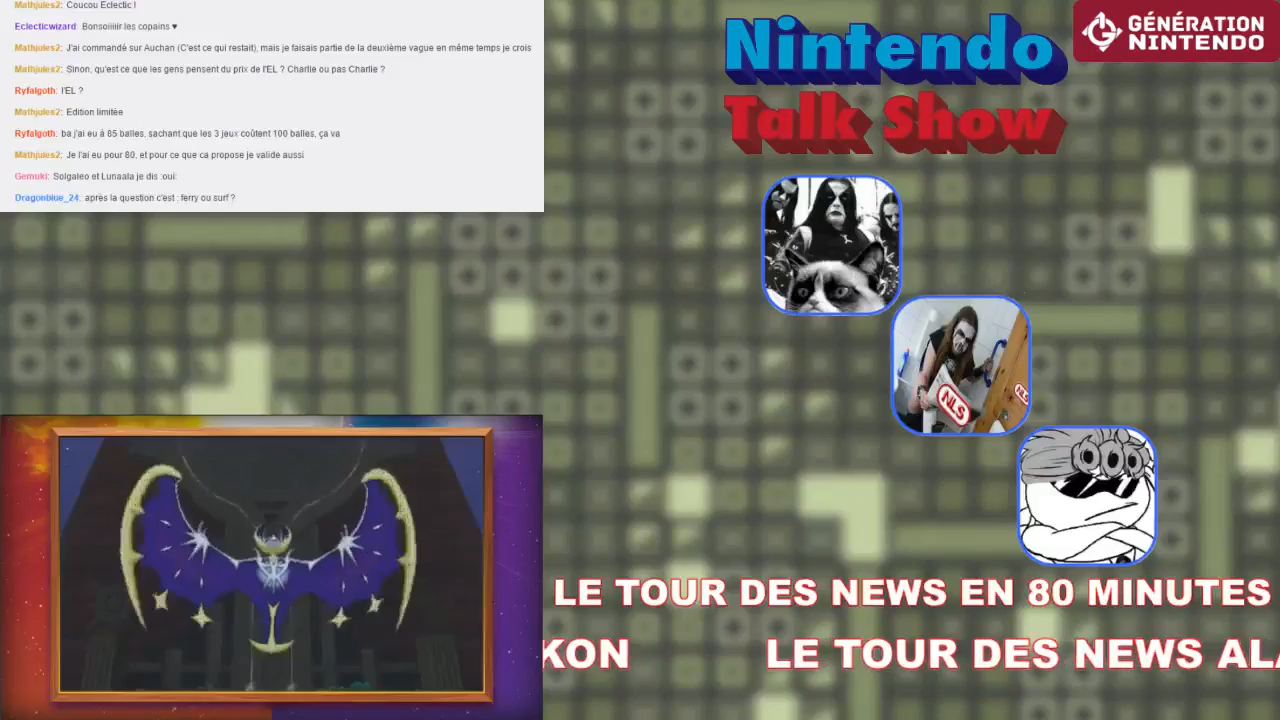 Mathjules2: Coucou Eclectic !
Eclecticwizard: Bonsoiiiiir les copains ♥
Mathjules2: J'ai commandé sur Auchan (C'est ce qui restait), mais je faisais partie de la deuxième vague en même temps je crois
Mathjules2: Sinon, qu'est ce que les gens pensent du prix de l'EL ? Charlie ou pas Charlie ?
Ryfalgoth: l'EL ?
Mathjules2: Edition limitée
Ryfalgoth: ba j'ai eu à 85 balles, sachant que les 3 jeux coûtent 100 balles, ça va
Mathjules2: Je l'ai eu pour 80, et pour ce que ca propose je valide aussi
Gemuki: Solgaleo et Lunaala je dis :oui:
Dragonblue_24: après la question c'est : ferry ou surf ?
Nintendo
Talk Show
GÉNÉRATION
NINTENDO
NLS
NLS
LE TOUR DES NEWS EN 80 MINUTES
KON LE TOUR DES NEWS ALA